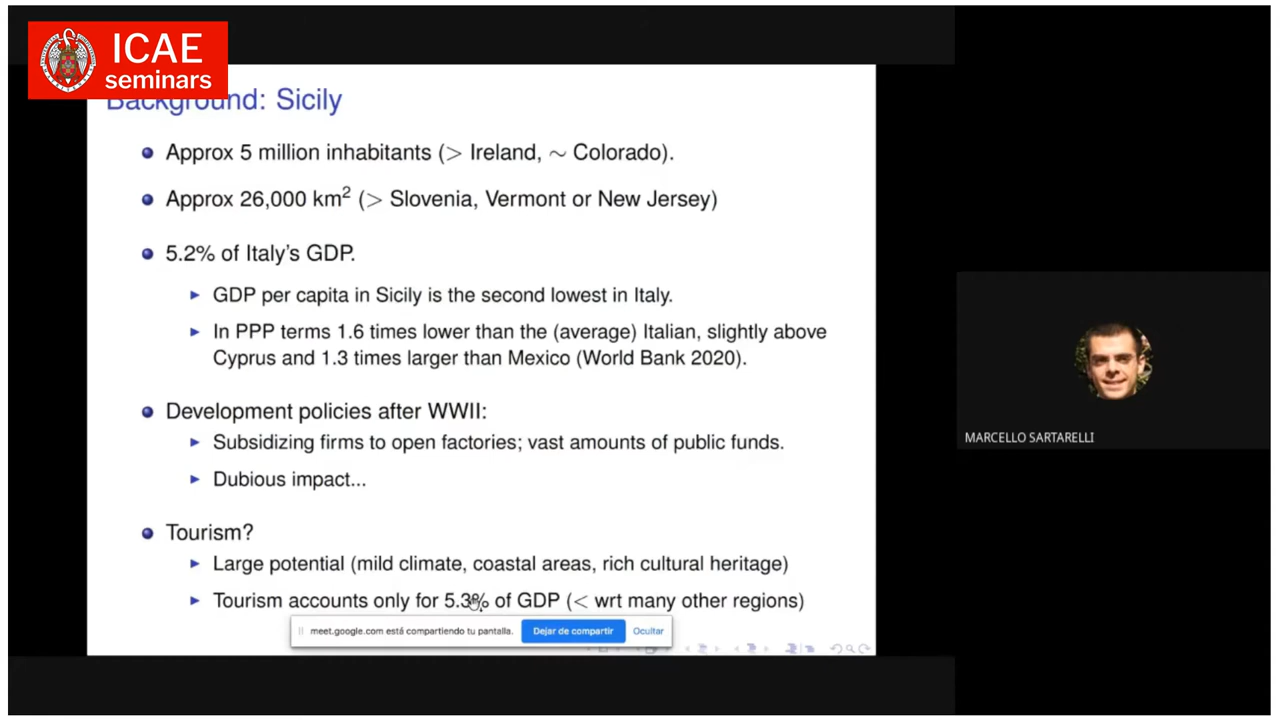 ICAE
seminars
Background: Sicily
Approx 5 million inhabitants (> Ireland, ~ Colorado).
Approx 26,000 km² (> Slovenia, Vermont or New Jersey)
5.2% of Italy's GDP.
GDP per capita in Sicily is the second lowest in Italy.
In PPP terms 1.6 times lower than the (average) Italian, slightly above
Cyprus and 1.3 times larger than Mexico (World Bank 2020).
Development policies after WWII:
Subsidizing firms to open factories; vast amounts of public funds.
Dubious impact...
Tourism?
Large potential (mild climate, coastal areas, rich cultural heritage)
Tourism accounts only for 5.3% of GDP (< wrt many other regions)
meet.google.com está compartiendo tu pantalla. Dejar de compartir Ocultar
MARCELLO SARTARELLI